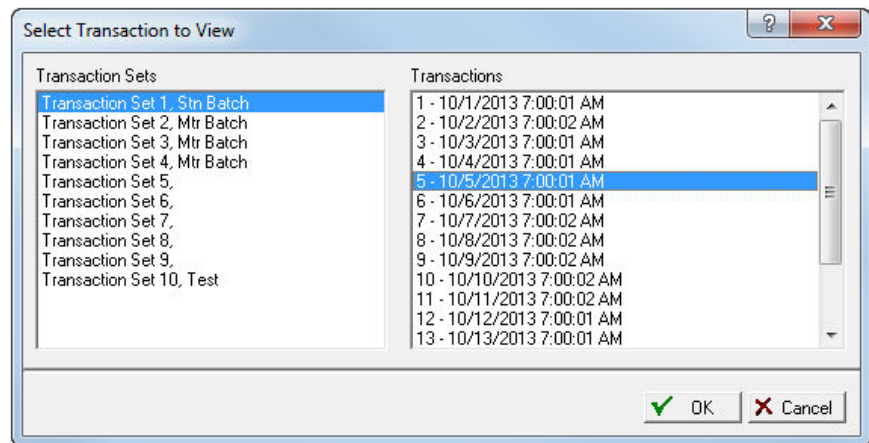 Select Transaction to View
Transaction Sets
Transaction Set 1, Stn Batch
Transaction Set 2, Mtr Batch
Transaction Set 3, Mtr Batch
Transaction Set 4, Mtr Batch
Transaction Set 5,
Transaction Set 6,
Transaction Set 7,
Transaction Set 8,
Transaction Set 9,
Transaction Set 10, Test
Transactions
1 - 10/1/2013 7:00:01 AM
2 - 10/2/2013 7:00:02 AM
3 - 10/3/2013 7:00:01 AM
4 - 10/4/2013 7:00:01 AM
5 - 10/5/2013 7:00:01 AM
6 - 10/6/2013 7:00:01 AM
7 - 10/7/2013 7:00:02 AM
8 - 10/8/2013 7:00:02 AM
9 - 10/9/2013 7:00:02 AM
10 - 10/10/2013 7:00:02 AM
11 - 10/11/2013 7:00:02 AM
12 - 10/12/2013 7:00:01 AM
13 - 10/13/2013 7:00:01 AM
OK
Cancel